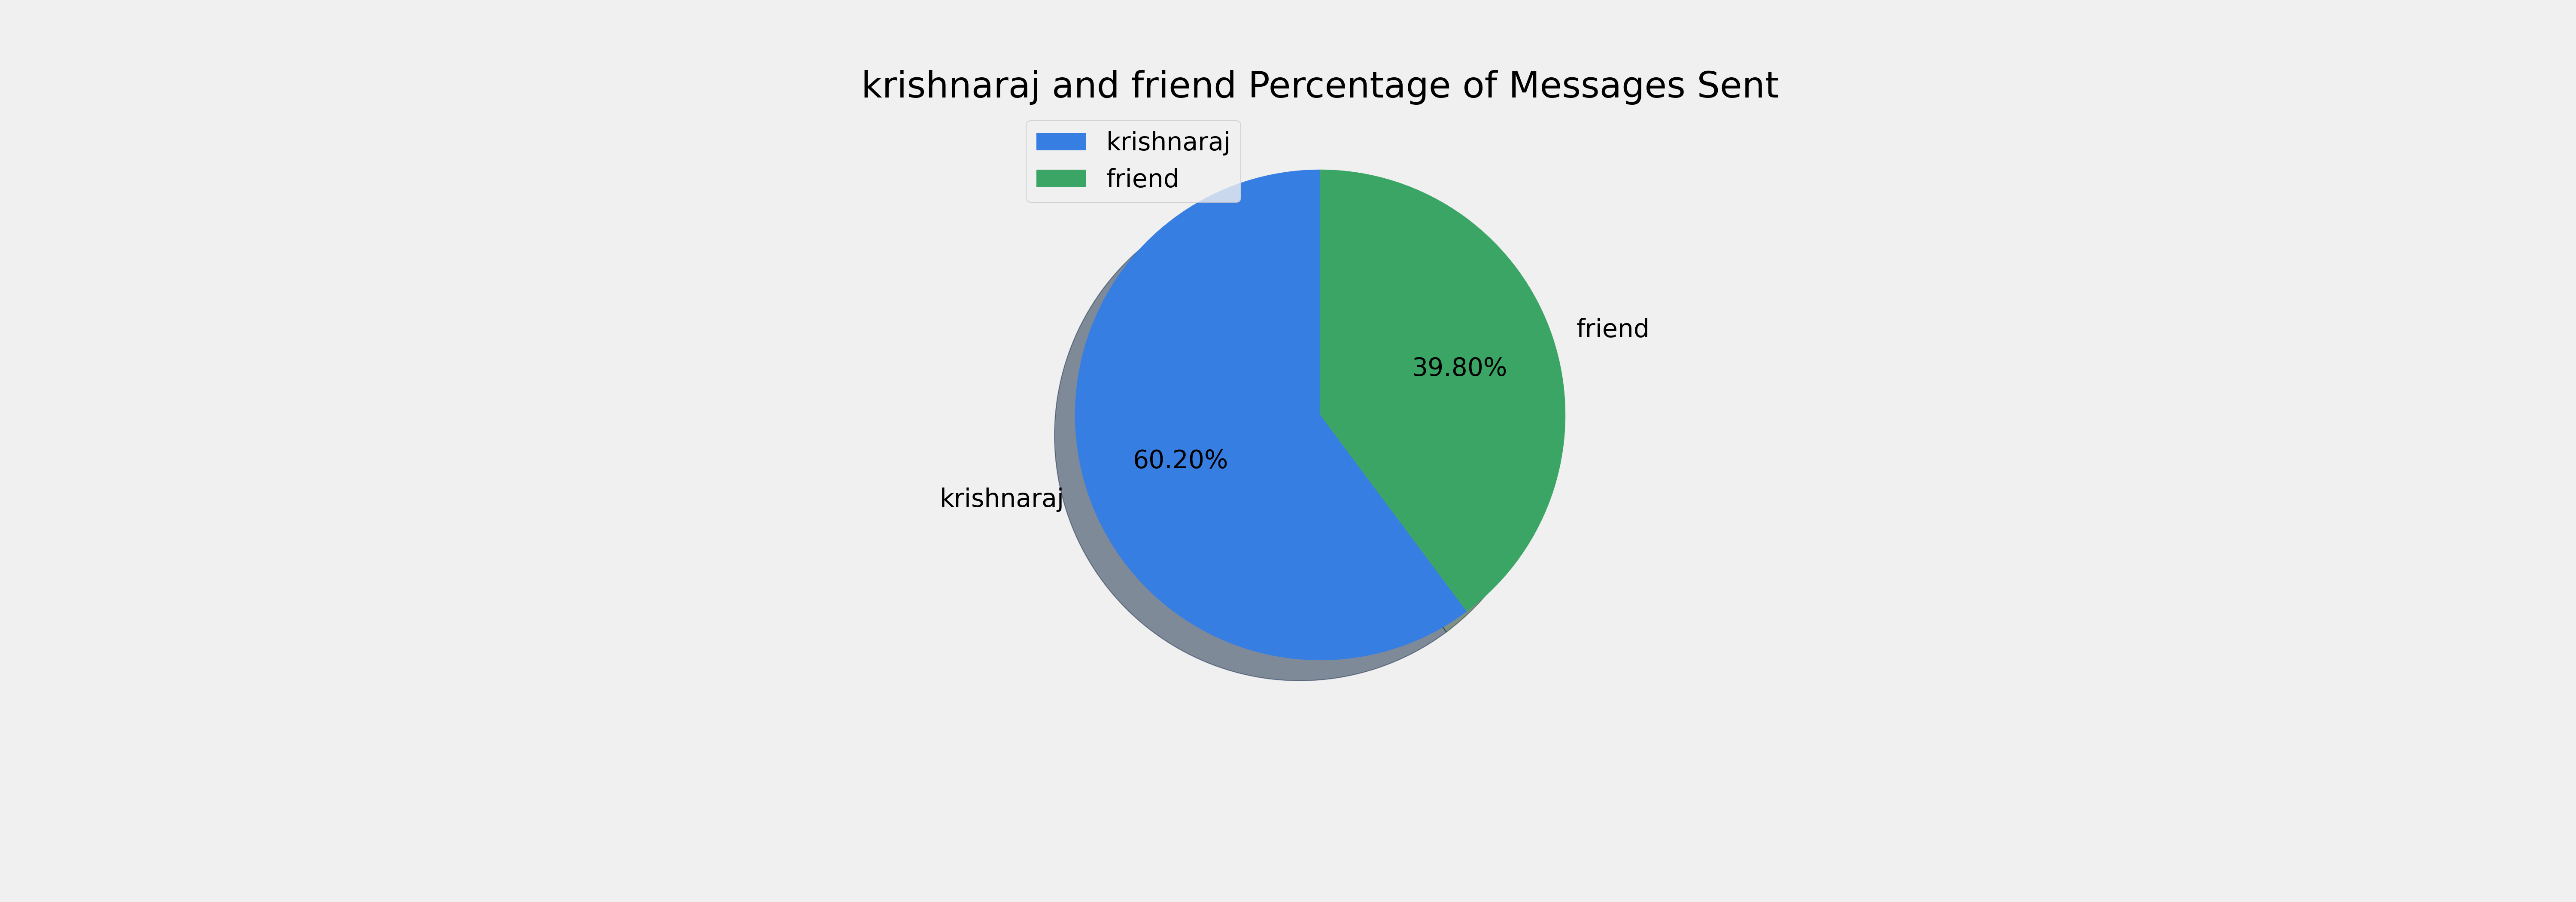 krishnaraj and friend Percentage of Messages Sent
krishnaraj
friend
friend
39.80%
60.20%
krishnaraj